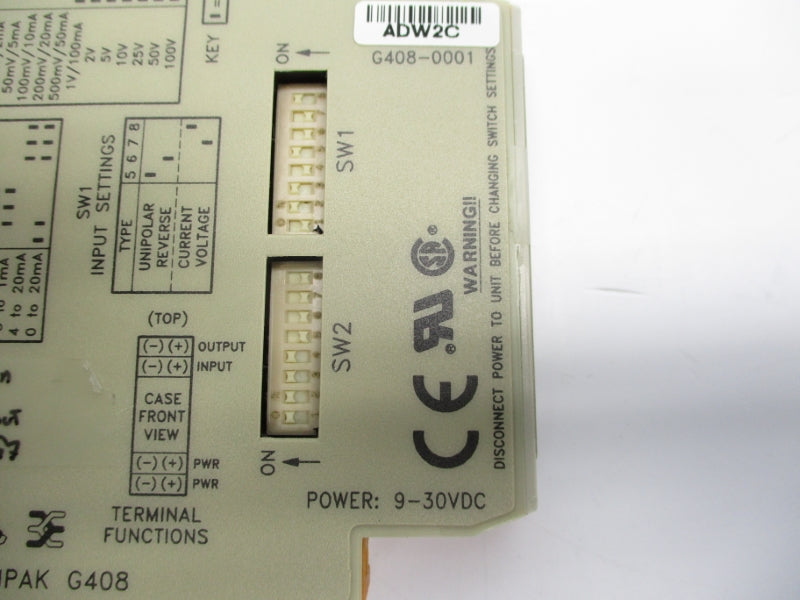 50mV/5mA
100mV/10mA
200mV/20mA
500mV/50mA
1V/100mA
2V
5V
10V
25V
50V
100V
KEY
ON
ADW2C
G408-0001
SW1
INPUT SETTINGS
TYPE 5 6 7 8
UNIPOLAR
REVERSE
CURRENT
VOLTAGE
SW1
4 to 20mA
0 to 20mA
SW2
ON
(TOP)
(-) (+) OUTPUT
(-) (+) INPUT
CASE
FRONT
VIEW
(-) (+) PWR
(-) (+) PWR
TERMINAL
FUNCTIONS
G408
POWER: 9-30VDC
CE
WARNING!!
DISCONNECT POWER TO UNIT BEFORE CHANGING SWITCH SETTINGS